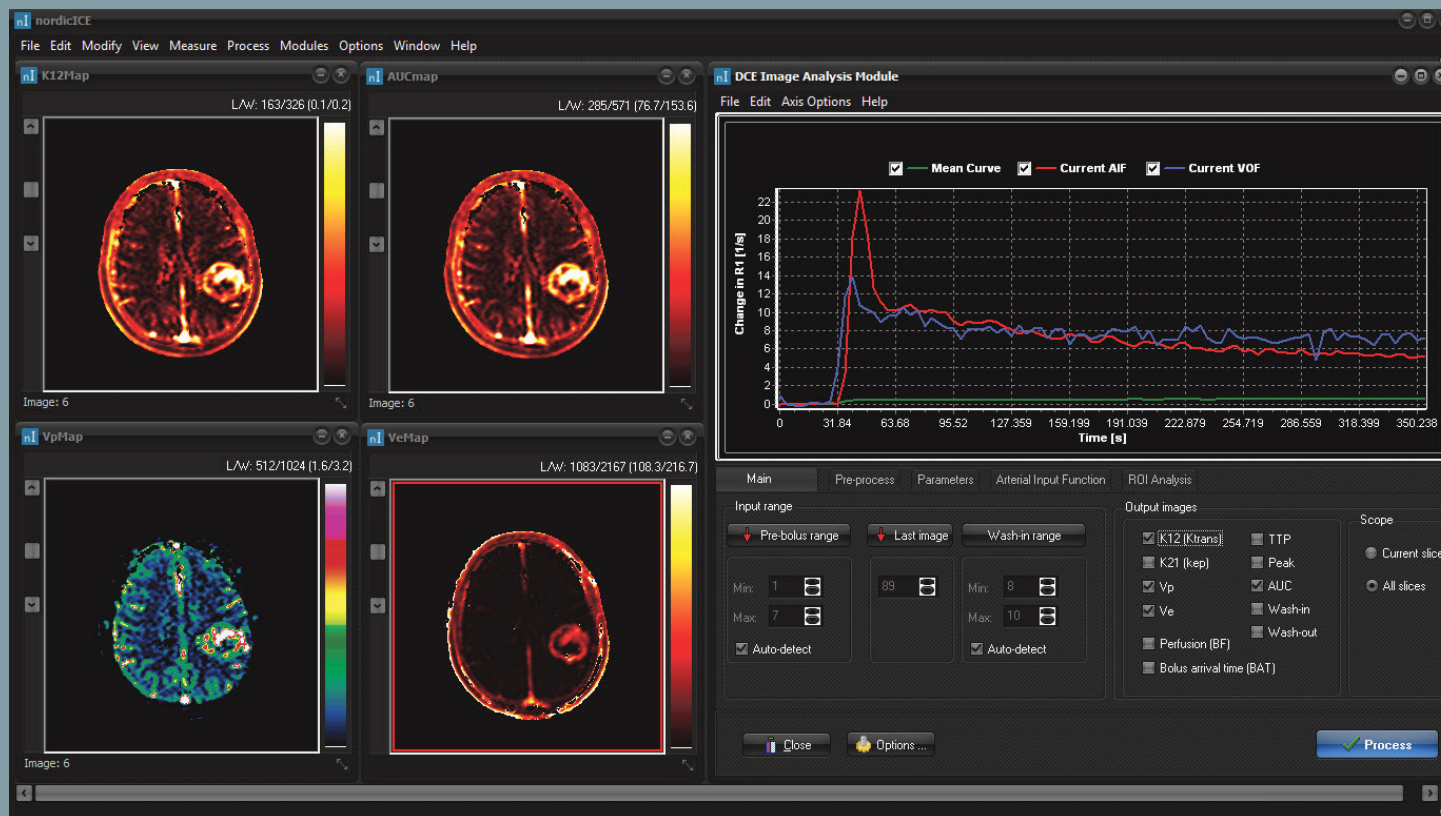 nI nordicICE
File Edit Modify View Measure Process Modules Options Window Help
nI K12Map
L/W: 163/326 (0.1/0.2)
Image: 6
nI AUCmap
L/W: 285/571 (76.7/153.6)
Image: 6
nI VpMap
L/W: 512/1024 (1.6/3.2)
Image: 6
nI VeMap
L/W: 1083/2167 (108.3/216.7)
nI DCE Image Analysis Module
File Edit Axis Options Help
Mean Curve Current AIF Current VOF
Change in R1 [1/s]
22
20
18
16
14
12
10
8
6
4
2
0
0 31.84 63.68 95.52 127.359 159.199 191.039 222.879 254.719 286.559 318.399 350.238
Time [s]
Main Pre-process Parameters Arterial Input Function ROI Analysis
Input range
Pre-bolus range Last image Wash-in range
Min: 1 89 Min: 8
Max: 7 Max: 10
Auto-detect Auto-detect
Output images
K12 (Ktrans) TTP
K21 (kep) Peak
Vp AUC
Ve Wash-in
Wash-out
Perfusion (BF)
Bolus arrival time (BAT)
Scope
Current slice
All slices
Close Options ... Process